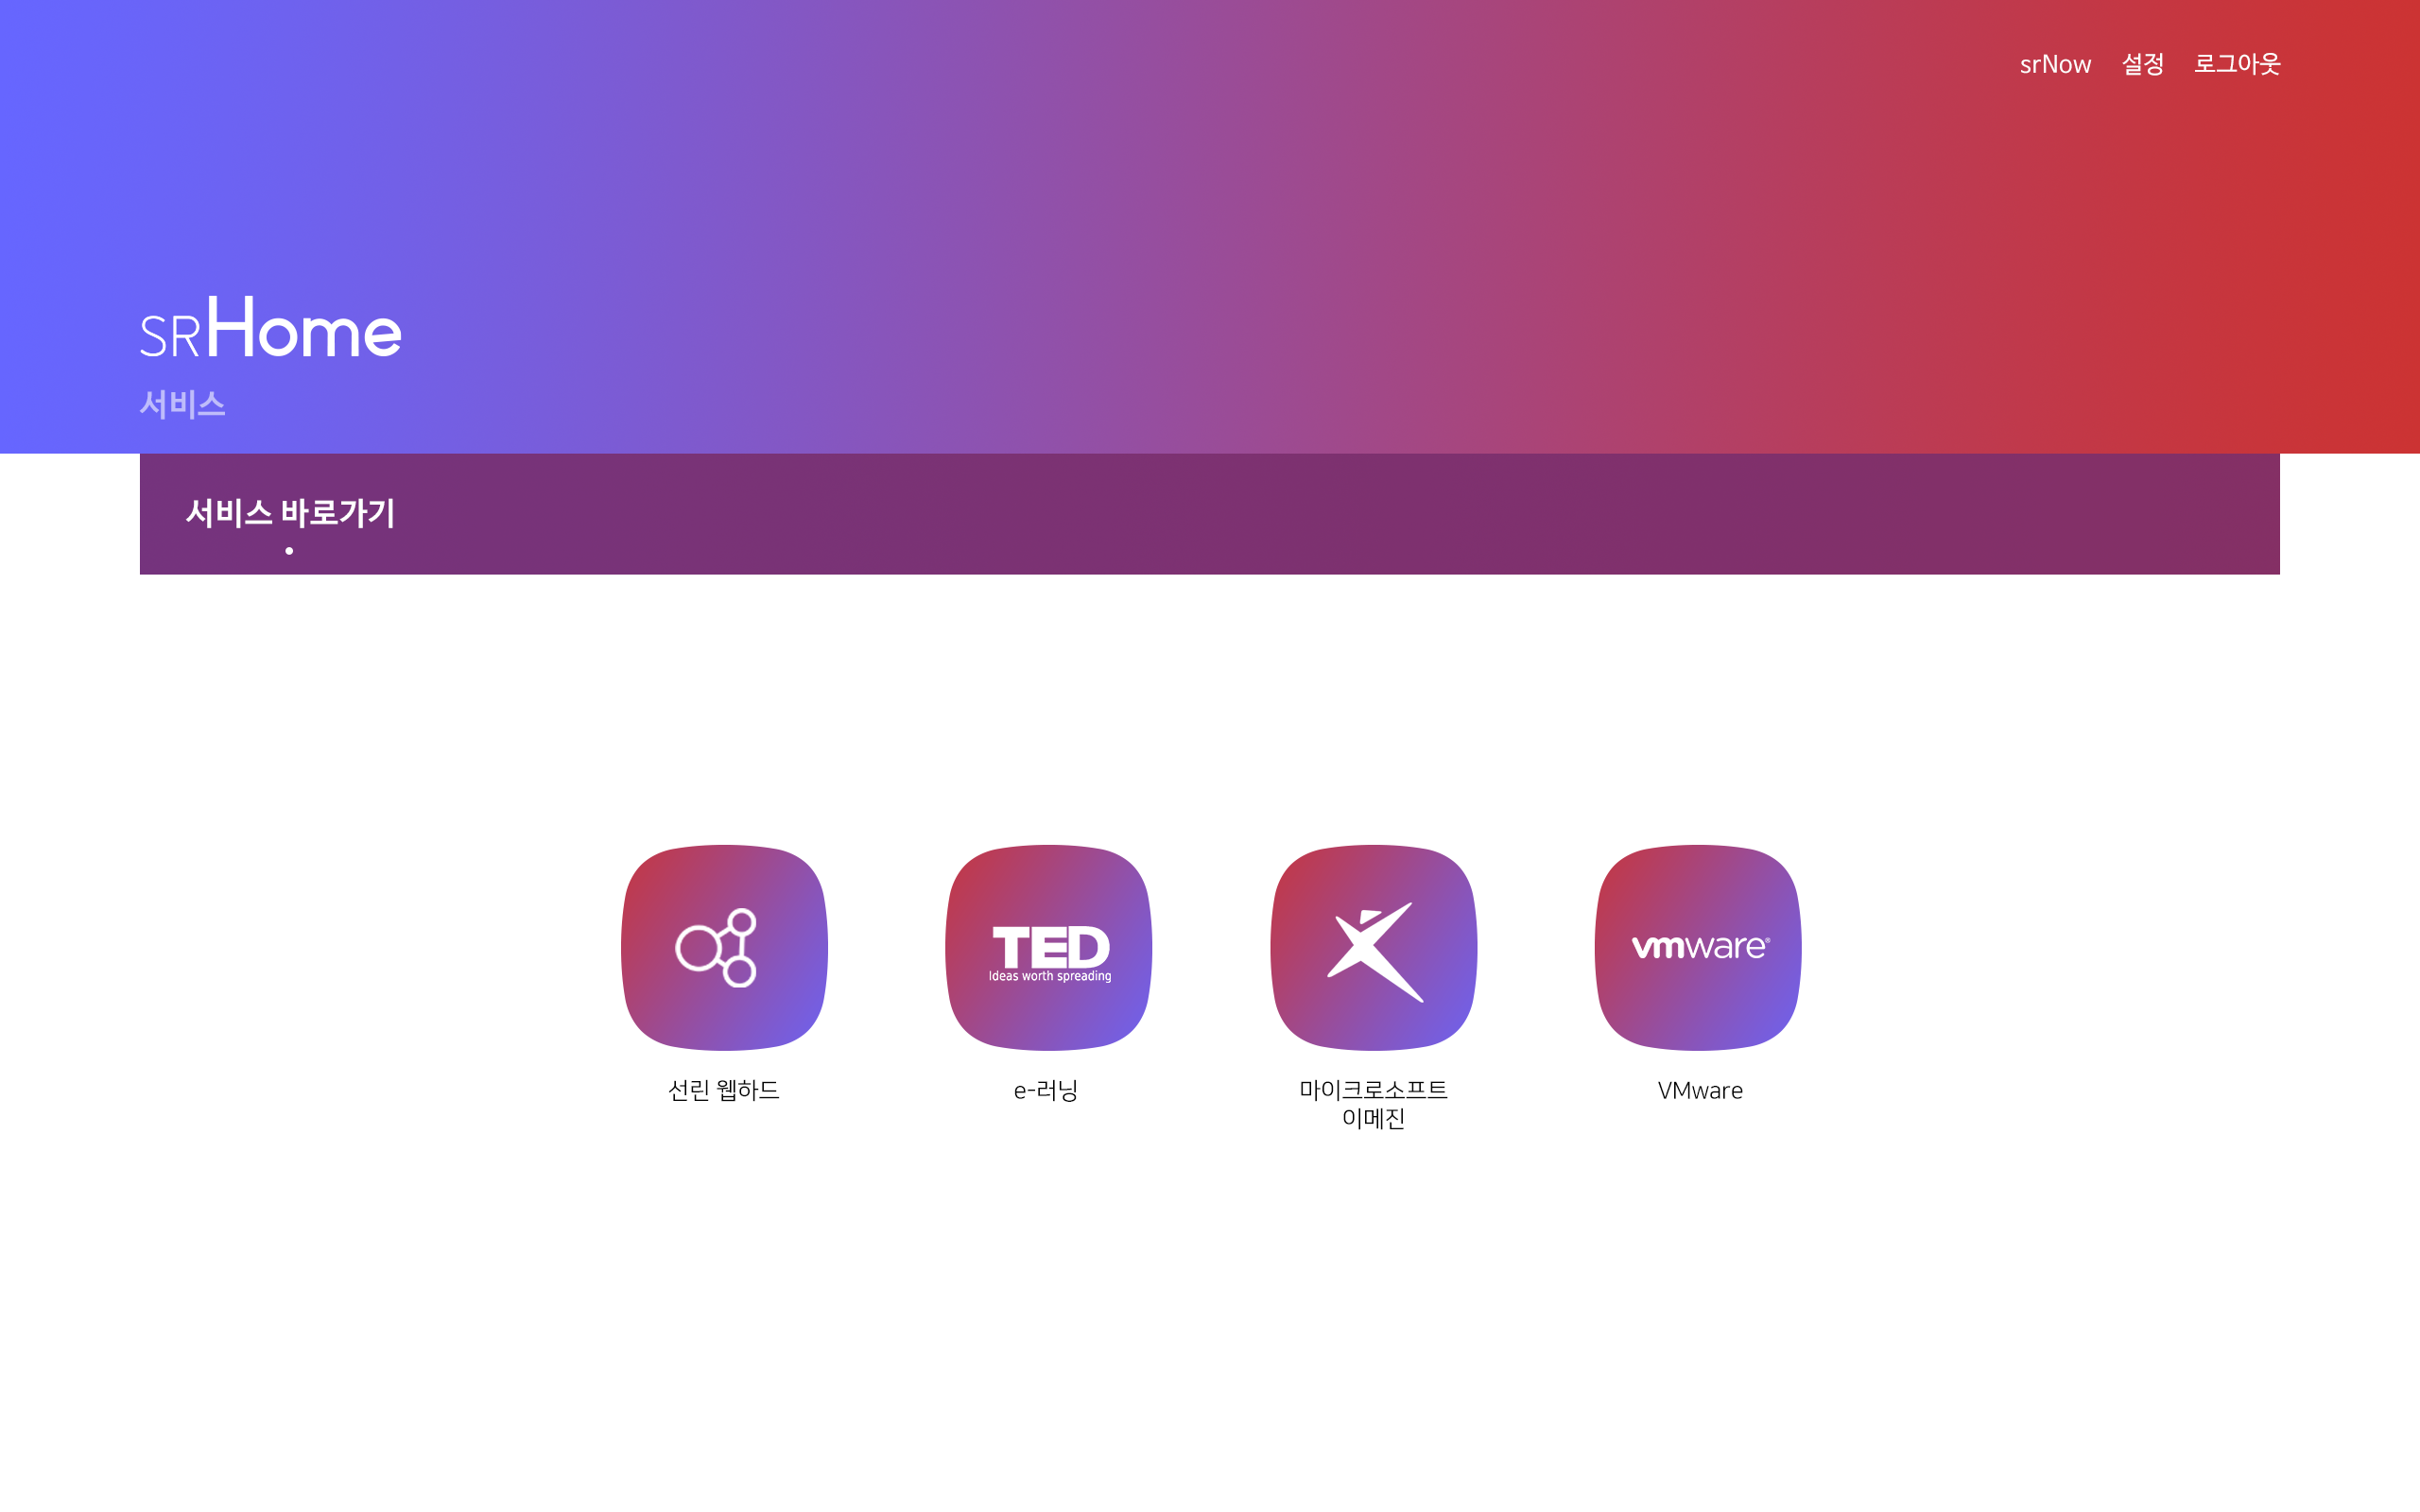 srNow 설정 로그아웃
SRHome
서비스
서비스 바로가기
TED
Ideas worth spreading
vmware®
선린 웹하드
e-러닝
마이크로소프트
이메진
VMware